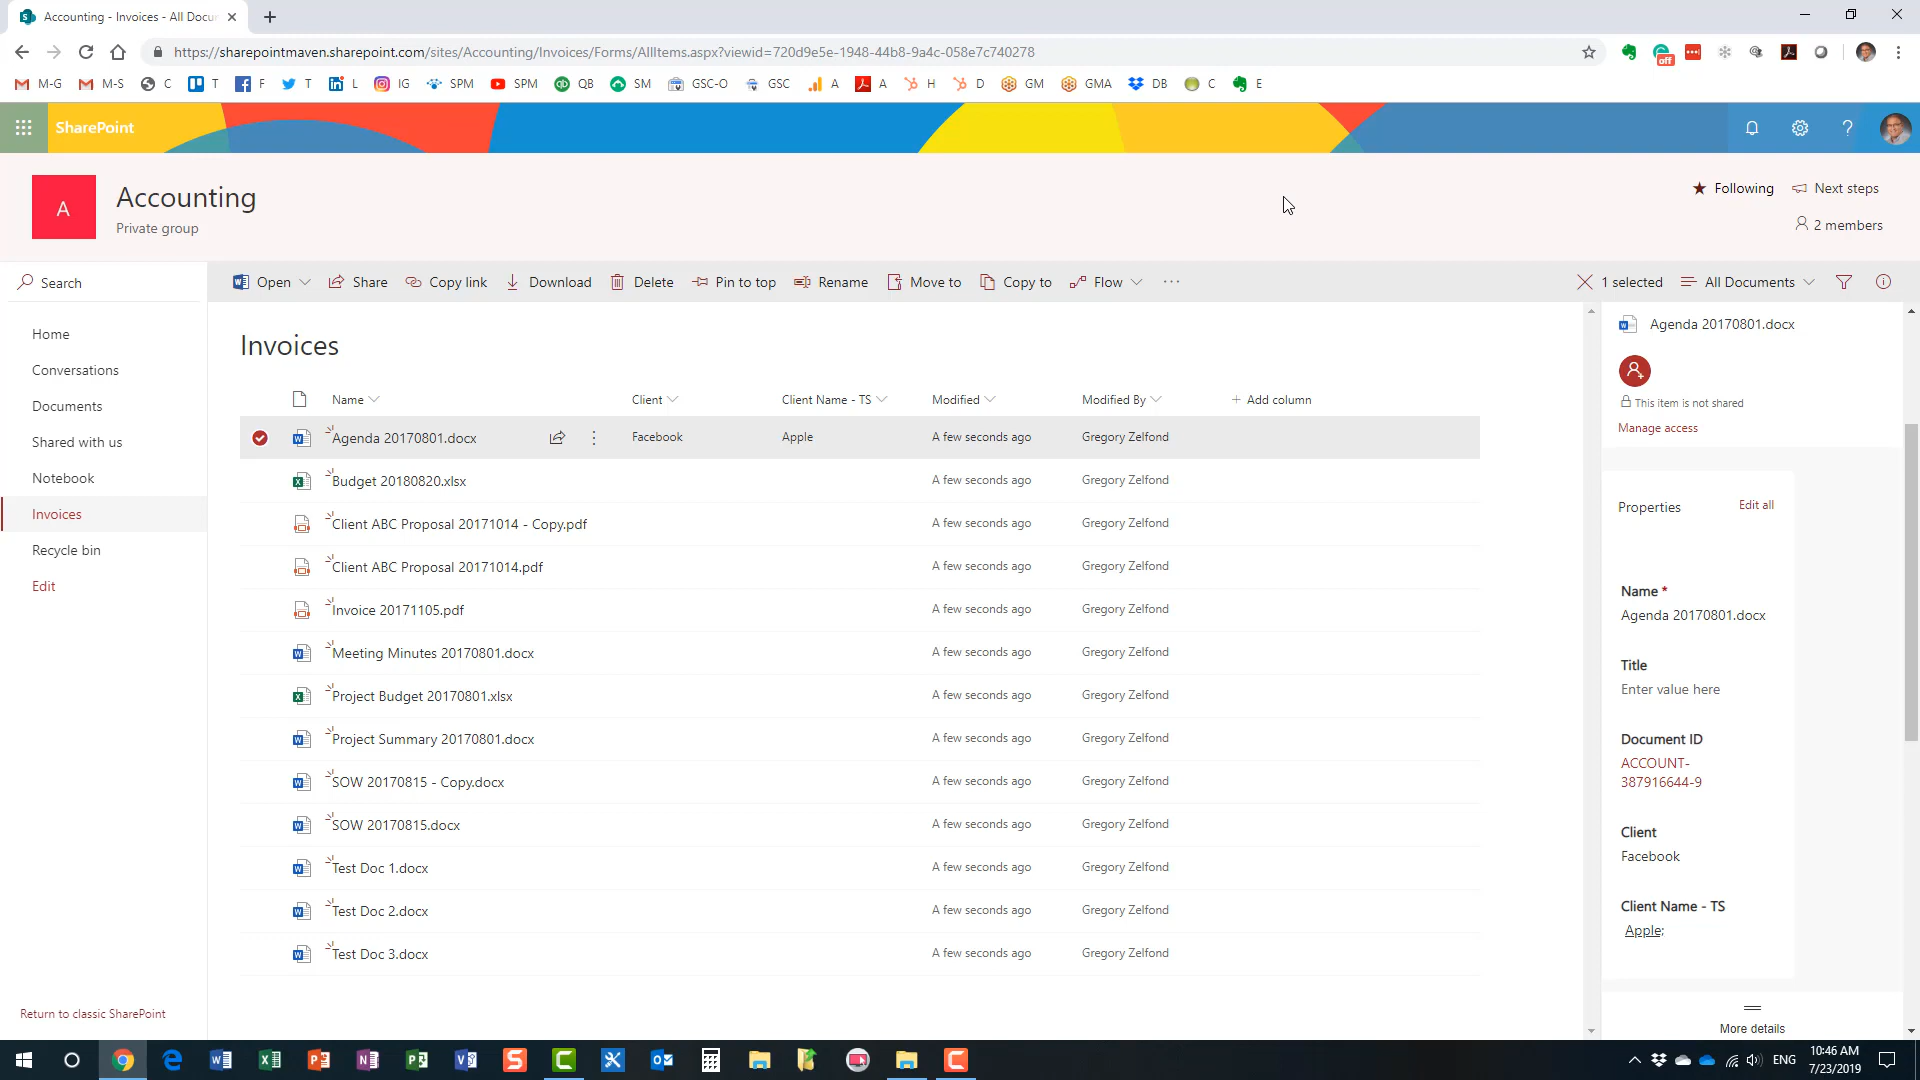 Accounting - Invoices - All Docu
https://sharepointmaven.sharepoint.com/sites/Accounting/Invoices/Forms/AllItems.aspx?viewid=720d9e5e-1948-44b8-9a4c-058e7c740278
off
M-G M-S C T F T L IG SPM SPM QB SM GSC-O GSC A A H D GM GMA DB C E
SharePoint
A
Accounting
Private group
Following Next steps
2 members
Search
Open Share Copy link Download Delete Pin to top Rename Move to Copy to Flow ··· 1 selected All Documents
Home
Conversations
Documents
Shared with us
Notebook
Invoices
Recycle bin
Edit
Return to classic SharePoint
Invoices
Name Client Client Name - TS Modified Modified By + Add column
Agenda 20170801.docx Facebook Apple A few seconds ago Gregory Zelfond
Budget 20180820.xlsx A few seconds ago Gregory Zelfond
Client ABC Proposal 20171014 - Copy.pdf A few seconds ago Gregory Zelfond
Client ABC Proposal 20171014.pdf A few seconds ago Gregory Zelfond
Invoice 20171105.pdf A few seconds ago Gregory Zelfond
Meeting Minutes 20170801.docx A few seconds ago Gregory Zelfond
Project Budget 20170801.xlsx A few seconds ago Gregory Zelfond
Project Summary 20170801.docx A few seconds ago Gregory Zelfond
SOW 20170815 - Copy.docx A few seconds ago Gregory Zelfond
SOW 20170815.docx A few seconds ago Gregory Zelfond
Test Doc 1.docx A few seconds ago Gregory Zelfond
Test Doc 2.docx A few seconds ago Gregory Zelfond
Test Doc 3.docx A few seconds ago Gregory Zelfond
Agenda 20170801.docx
This item is not shared
Manage access
Properties Edit all
Name *
Agenda 20170801.docx
Title
Enter value here
Document ID
ACCOUNT-
387916644-9
Client
Facebook
Client Name - TS
Apple;
More details
ENG
10:46 AM
7/23/2019